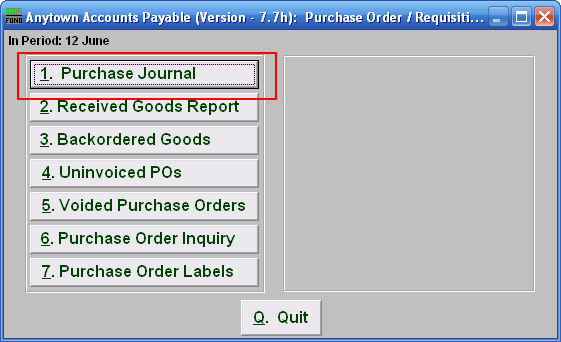 FUND
Anytown Accounts Payable (Version - 7.7h): Purchase Order / Requisiti...
In Period: 12 June
1. Purchase Journal
2. Received Goods Report
3. Backordered Goods
4. Uninvoiced POs
5. Voided Purchase Orders
6. Purchase Order Inquiry
7. Purchase Order Labels
Q. Quit